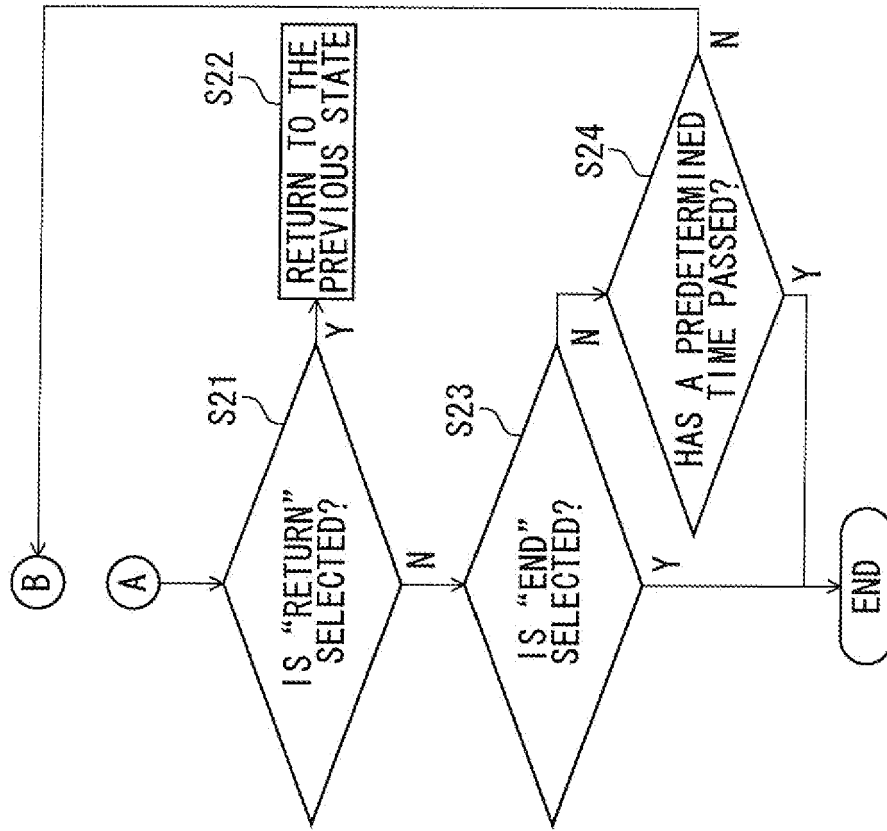 B
A
S21
IS “RETURN”
SELECTED?
Y
N
S22
RETURN TO THE
PREVIOUS STATE
S23
IS “END”
SELECTED?
N
Y
S24
HAS A PREDETERMINED
TIME PASSED?
N
Y
END